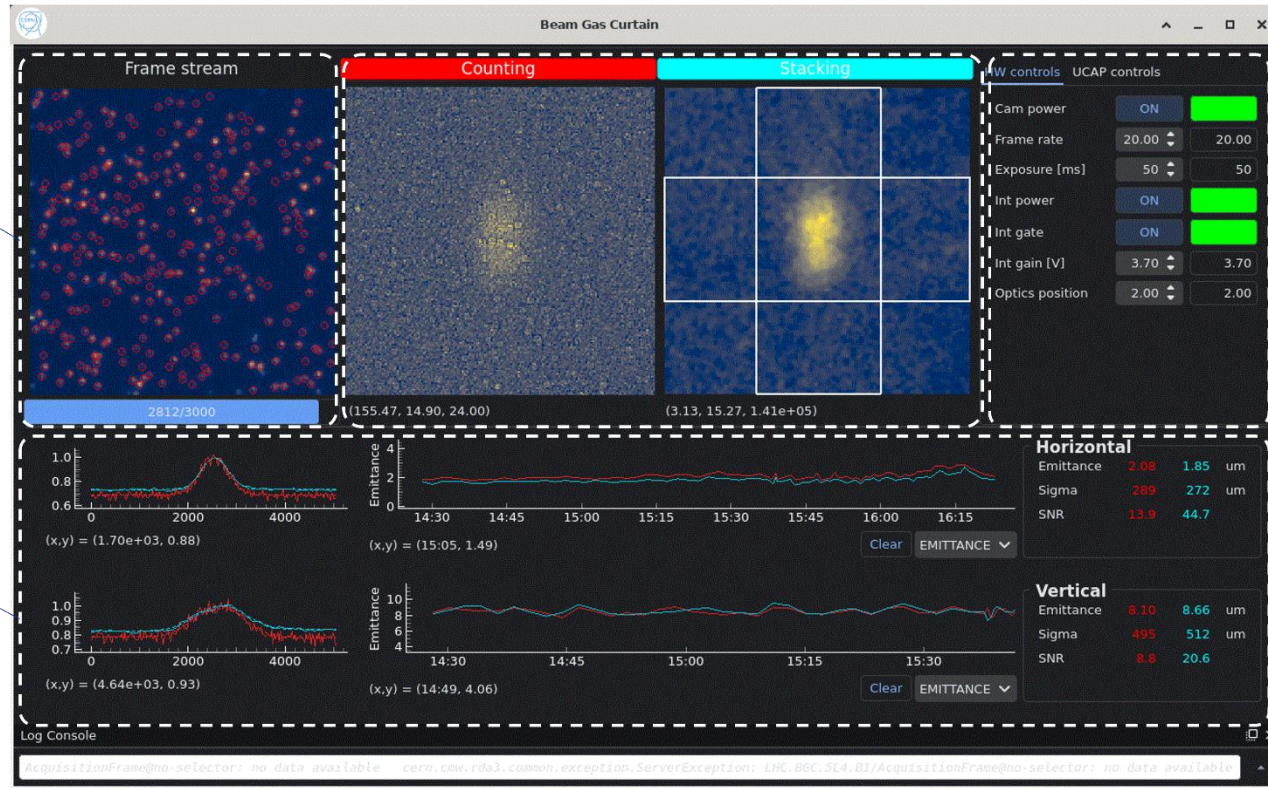 CERN
Beam Gas Curtain
Frame stream
Counting
Stacking
HW controls UCAP controls
Cam power ON
Frame rate 20.00 20.00
Exposure [ms] 50 50
Int power ON
Int gate ON
Int gain [V] 3.70 3.70
Optics position 2.00 2.00
2812/3000
(155.47, 14.90, 24.00)
(3.13, 15.27, 1.41e+05)
1.0
0.8
0.6
0 2000 4000
(x,y) = (1.70e+03, 0.88)
Emittance
4
2
0
14:30 14:45 15:00 15:15 15:30 15:45 16:00 16:15
(x,y) = (15:05, 1.49)
Clear EMITTANCE
Horizontal
Emittance 2.08 1.85 um
Sigma 289 272 um
SNR 13.9 44.7
1.0
0.9
0.8
0.7
0 2000 4000
(x,y) = (4.64e+03, 0.93)
Emittance
10
8
6
4
14:30 14:45 15:00 15:15 15:30
(x,y) = (14:49, 4.06)
Clear EMITTANCE
Vertical
Emittance 8.10 8.66 um
Sigma 495 512 um
SNR 8.8 20.6
Log Console
AcquisitionFrame@no-selector: no data available cern.cmw.rda3.common.exception.ServerException: LHC.BGC.5L4.B1/AcquisitionFrame@no-selector: no data available